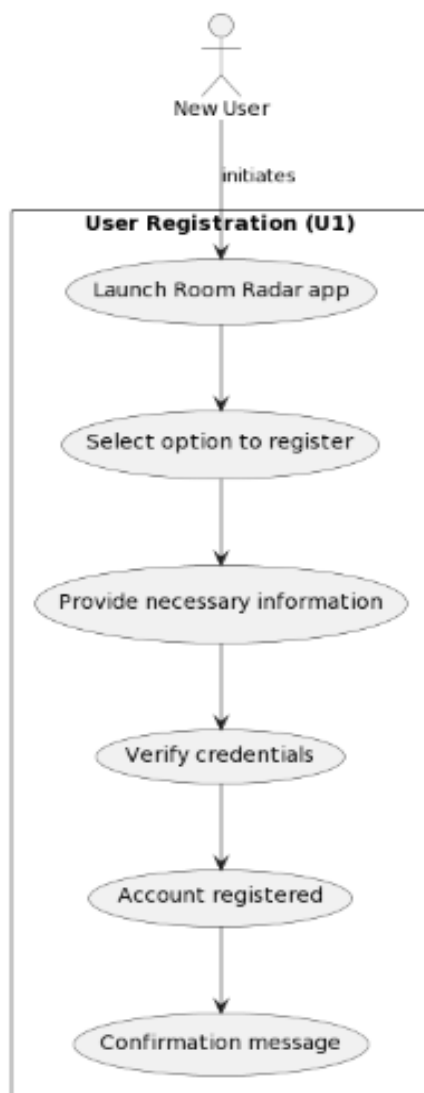 New User
initiates
User Registration (U1)
Launch Room Radar app
Select option to register
Provide necessary information
Verify credentials
Account registered
Confirmation message